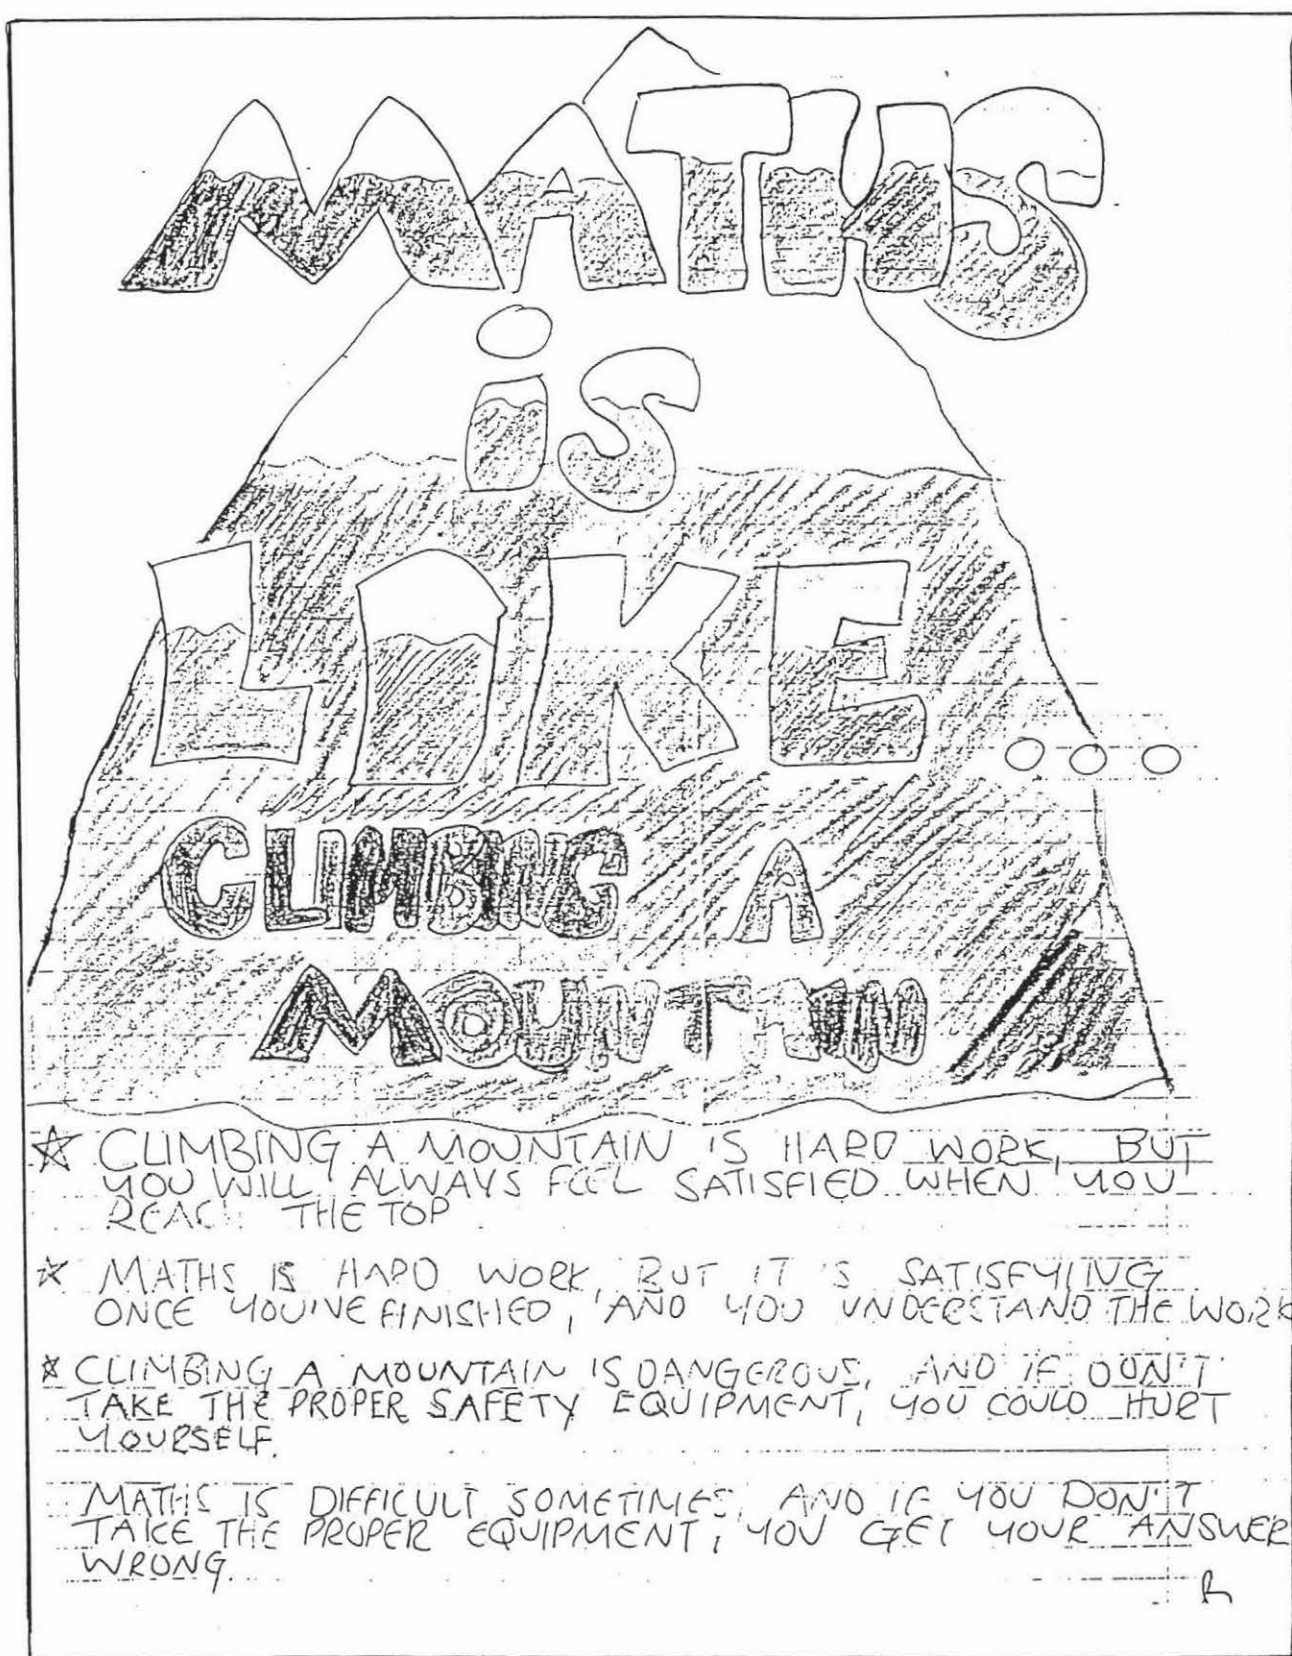 MATHS
is
LIKE...
CLIMBING A
MOUNTAIN
☆ CLIMBING A MOUNTAIN IS HARD WORK, BUT
YOU WILL ALWAYS FEEL SATISFIED WHEN YOU
REACH THE TOP
☆ MATHS IS HARD WORK, BUT IT IS SATISFYING
ONCE YOU'VE FINISHED, AND YOU UNDERSTAND THE WORK
☆ CLIMBING A MOUNTAIN IS DANGEROUS, AND IF DON'T
TAKE THE PROPER SAFETY EQUIPMENT, YOU COULD HURT
YOURSELF.
MATHS IS DIFFICULT SOMETIMES, AND IF YOU DON'T
TAKE THE PROPER EQUIPMENT, YOU GET YOUR ANSWER
WRONG.